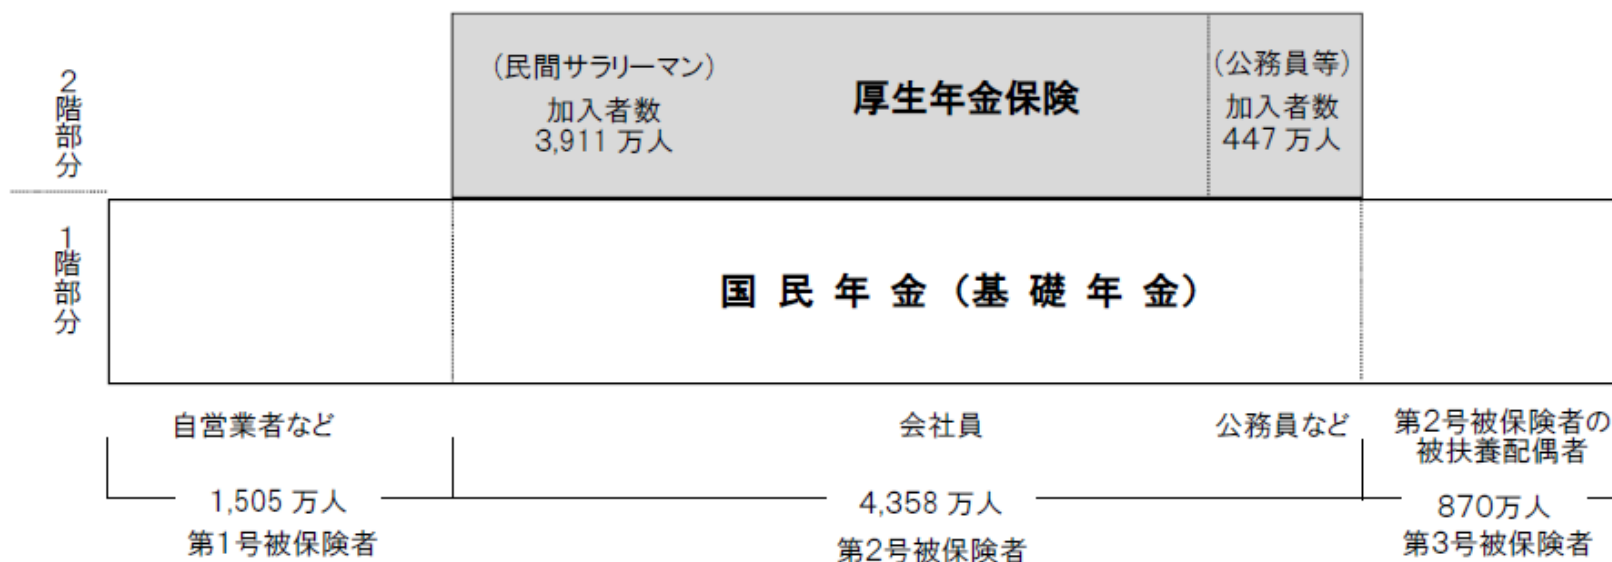 2階部分
(民間サラリーマン)
加入者数
3,911 万人
厚生年金保険
(公務員等)
加入者数
447 万人
1階部分
国 民 年 金 (基 礎 年 金)
自営業者など
会社員
公務員など
第2号被保険者の
被扶養配偶者
1,505 万人
第1号被保険者
4,358 万人
第2号被保険者
870万人
第3号被保険者